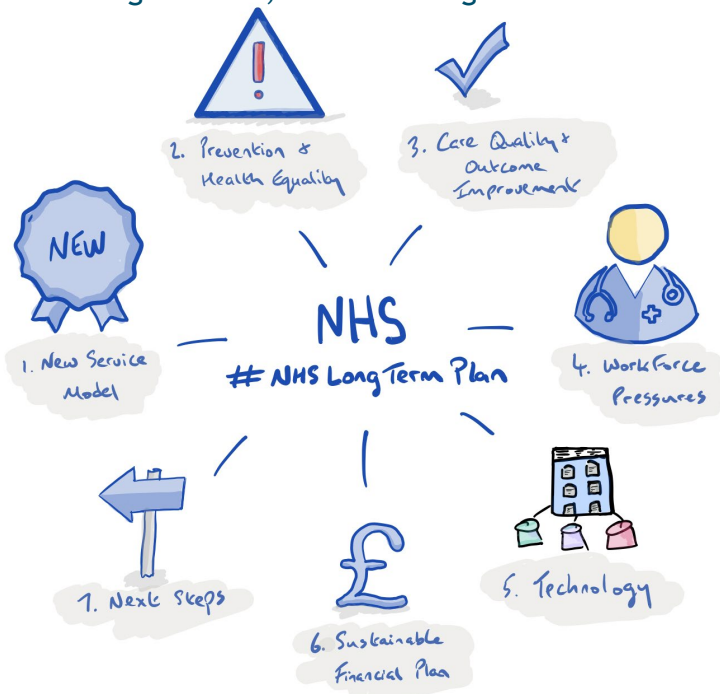 NHS
# NHS Long Term Plan
NEW
1. New Service
Model
2. Prevention &
Health Equality
3. Care Quality &
Outcome
Improvement
4. Workforce
Pressures
5. Technology
£
6. Sustainable
Financial Plan
7. Next Steps